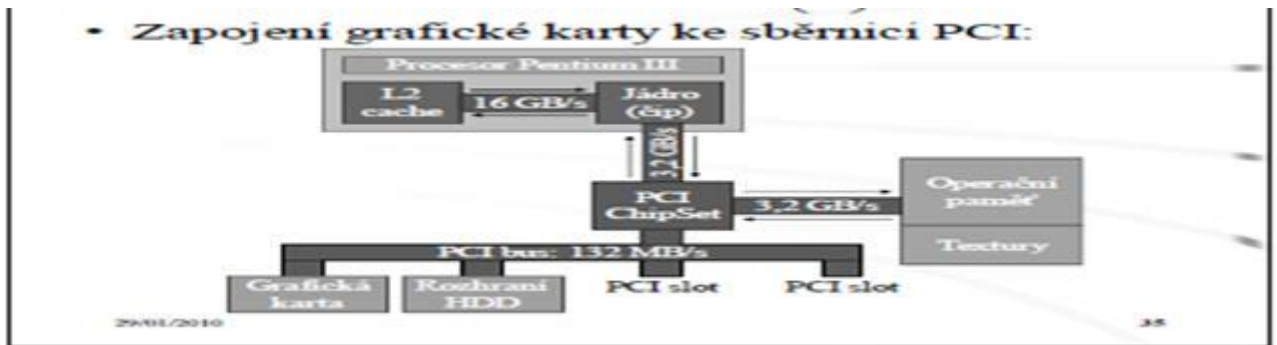 • Zapojení grafické karty ke sběrnici PCI:
Procesor Pentium III
L2
cache
16 GB/s
Jádro
(čip)
3,2 GB/s
PCI
ChipSet
3,2 GB/s
Operační
paměť
Textury
PCI bus: 132 MB/s
Grafická
karta
Rozhraní
HDD
PCI slot
PCI slot
29/01/2010
35